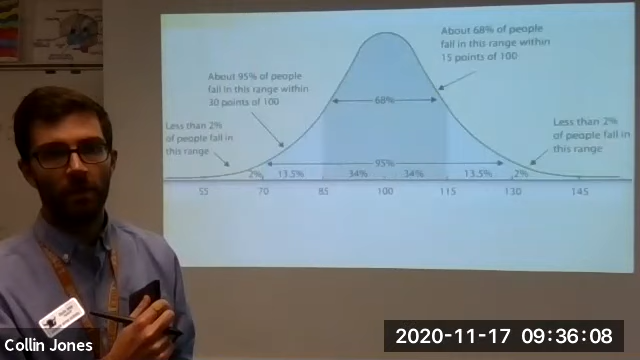 About 68% of people
fall in this range within
15 points of 100
About 95% of people
fall in this range within
30 points of 100
Less than 2%
of people fall in
this range
Less than 2%
of people fall in
this range
68%
95%
2% 13.5% 34% 34% 13.5% 2%
55 70 85 100 115 130 145
Collin Jones
2020-11-17 09:36:08